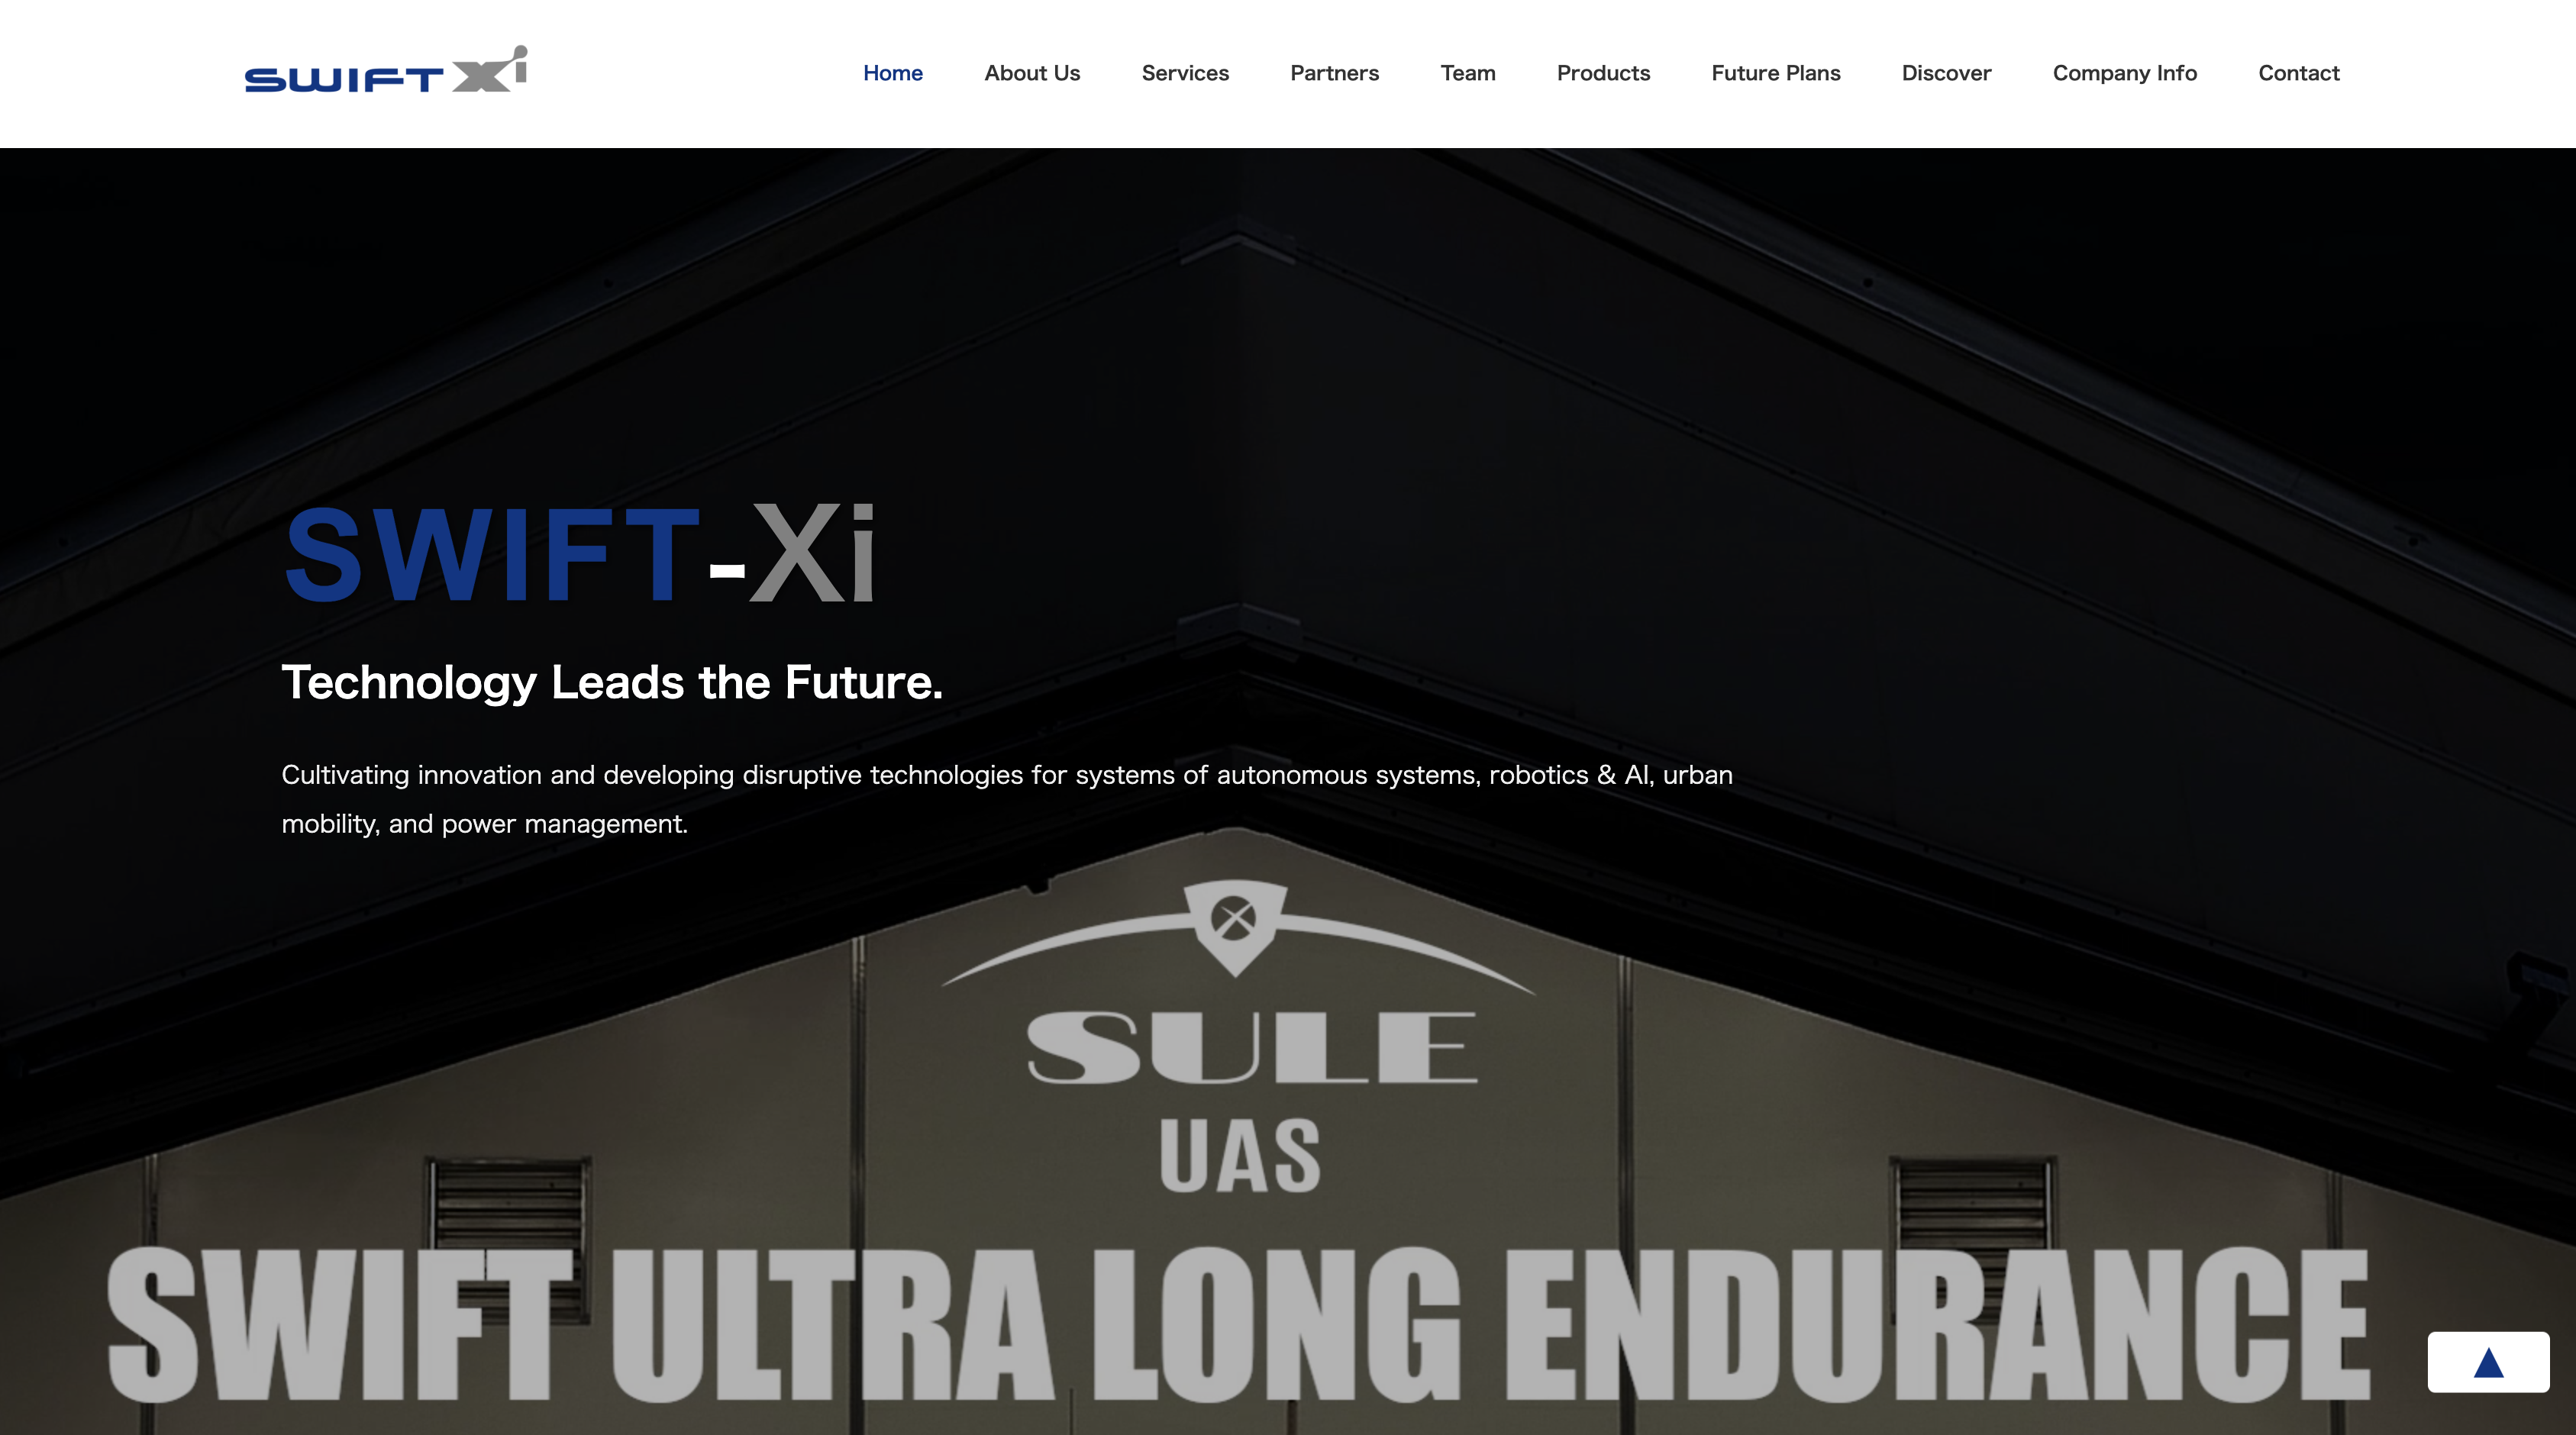 SWIFT Xi
Home About Us Services Partners Team Products Future Plans Discover Company Info Contact
SWIFT-Xi
Technology Leads the Future.
Cultivating innovation and developing disruptive technologies for systems of autonomous systems, robotics & AI, urban
mobility, and power management.
SULE
UAS
SWIFT ULTRA LONG ENDURANCE